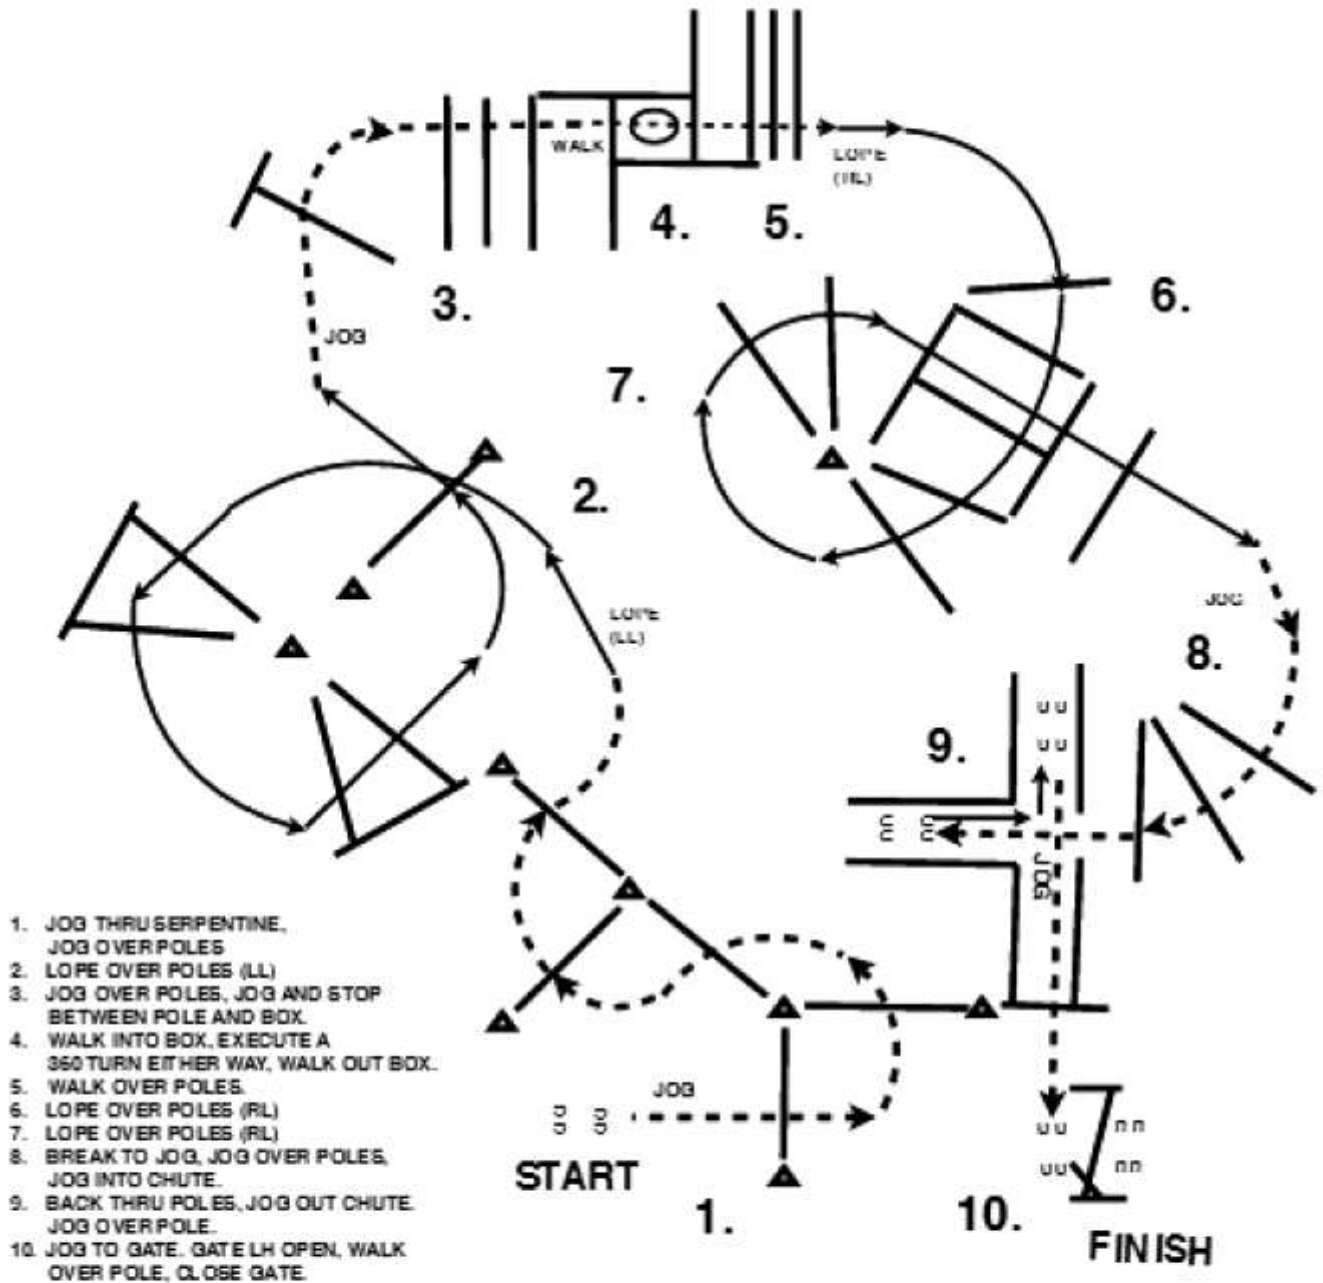 WALK
LOPE
(RL)
4.
5.
3.
6.
JOG
7.
2.
LOPE
(LL)
JOG
8.
9.
JOG
1. JOG THRU SERPENTINE,
JOG OVER POLES
2. LOPE OVER POLES (LL)
3. JOG OVER POLES, JOG AND STOP
BETWEEN POLE AND BOX.
4. WALK INTO BOX, EXECUTE A
360 TURN EITHER WAY, WALK OUT BOX.
5. WALK OVER POLES.
6. LOPE OVER POLES (RL)
7. LOPE OVER POLES (RL)
8. BREAK TO JOG, JOG OVER POLES,
JOG INTO CHUTE.
9. BACK THRU POLES, JOG OUT CHUTE.
JOG OVER POLE.
10. JOG TO GATE. GATE LH OPEN, WALK
OVER POLE, CLOSE GATE.
JOG
START
1.
10.
FINISH